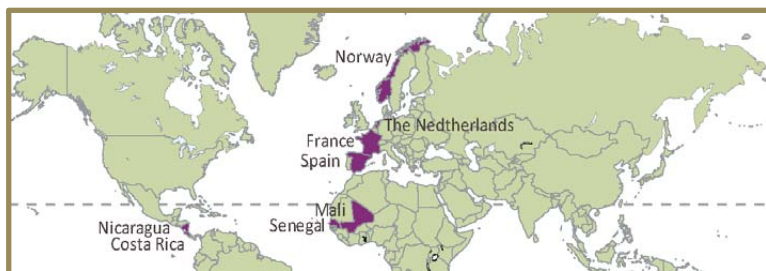 Norway
The Nedtherlands
France
Spain
Mali
Senegal
Nicaragua
Costa Rica